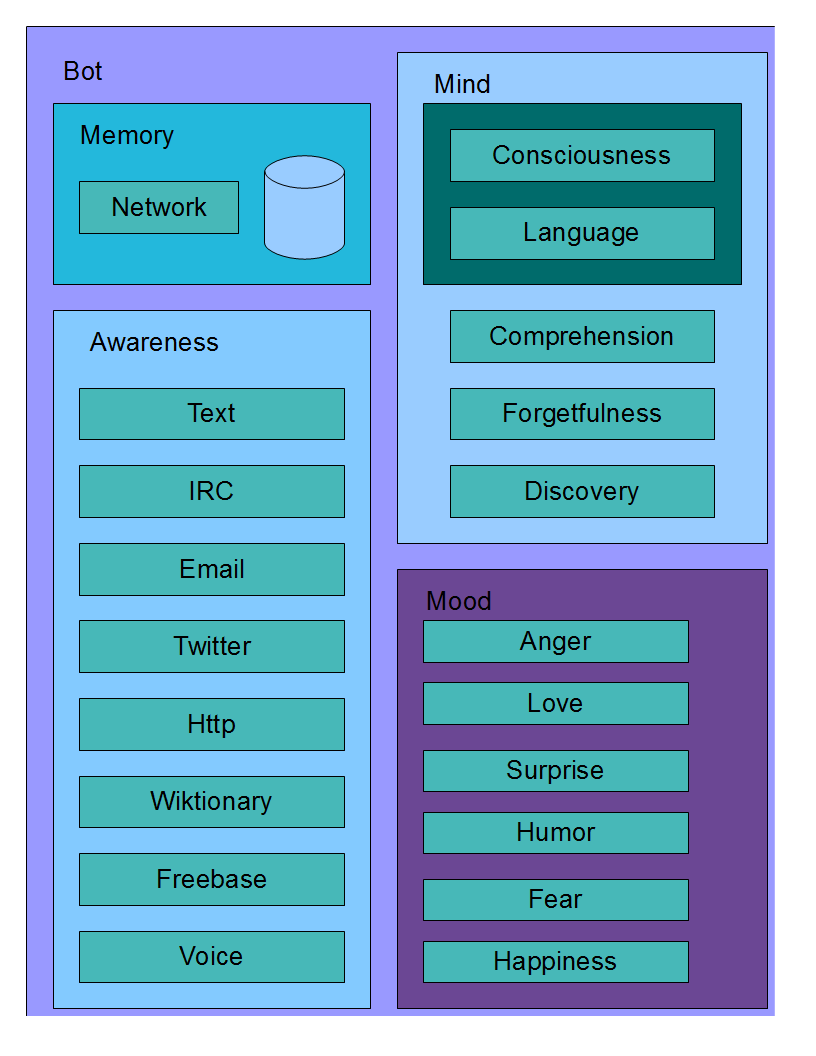 Bot
Memory
Network
Awareness
Text
IRC
Email
Twitter
Http
Wiktionary
Freebase
Voice
Mind
Consciousness
Language
Comprehension
Forgetfulness
Discovery
Mood
Anger
Love
Surprise
Humor
Fear
Happiness